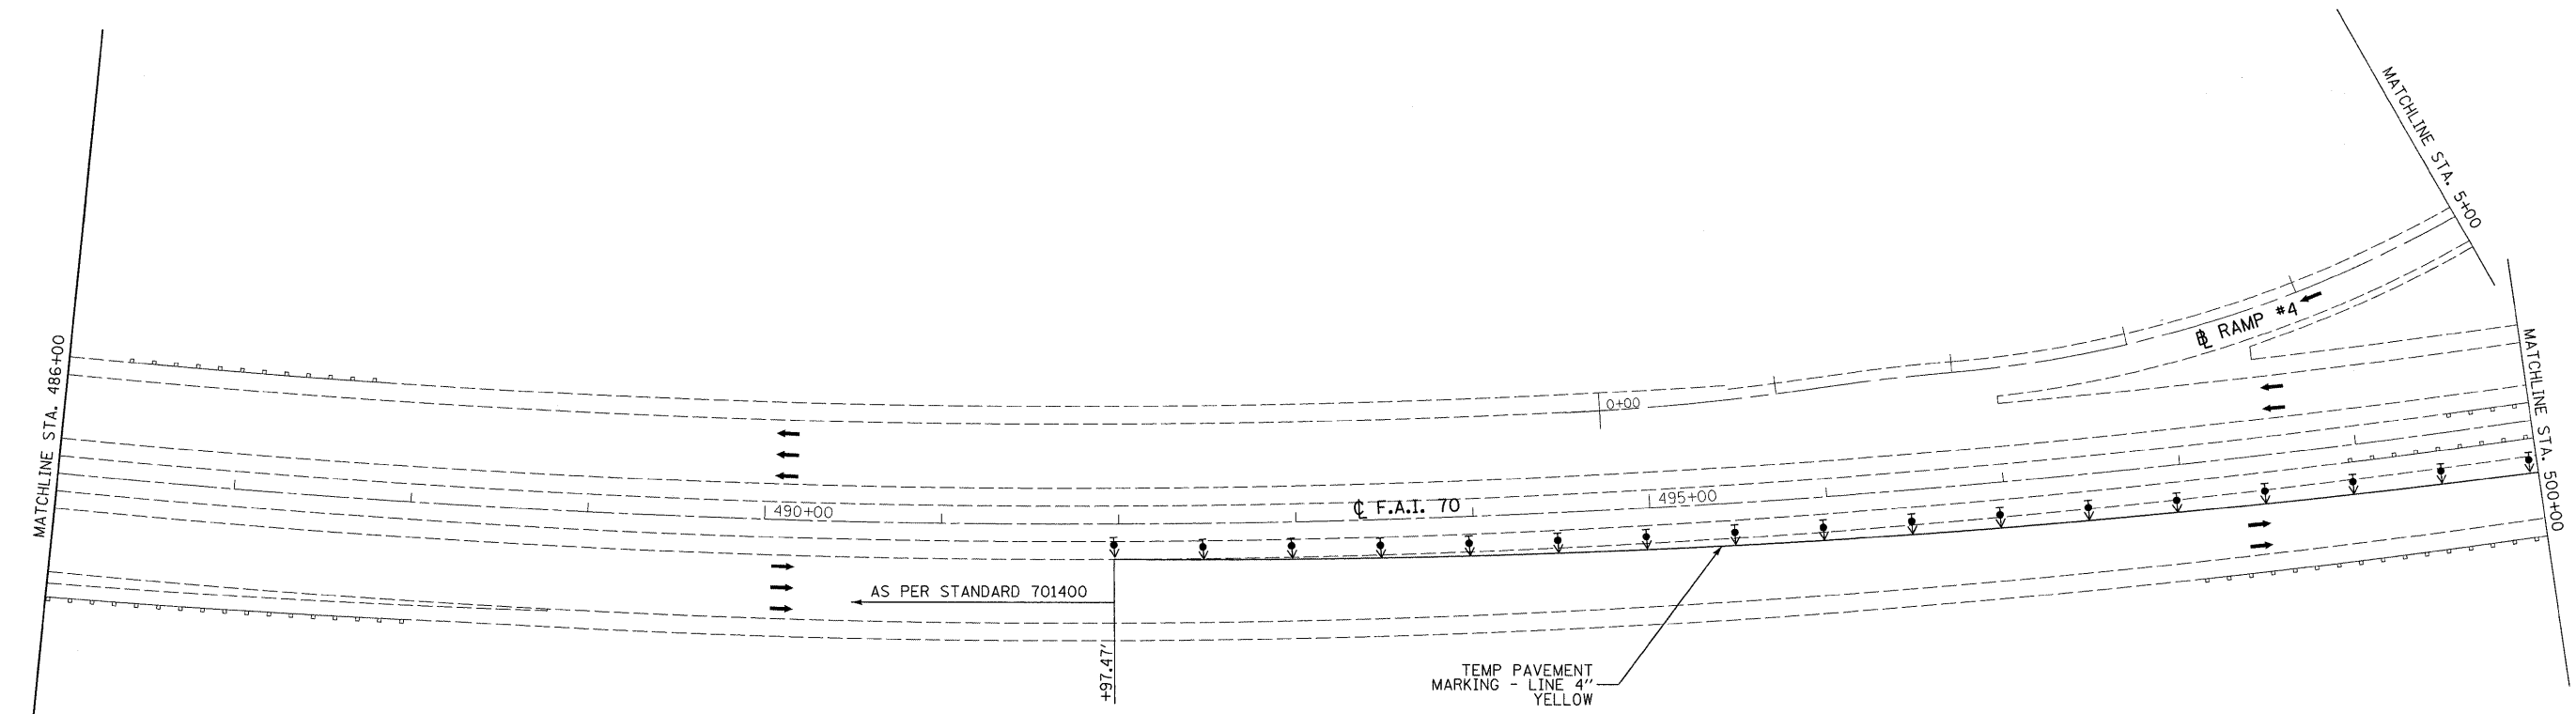 MATCHLINE STA. 486+00
MATCHLINE STA. 5+00
MATCHLINE STA. 500+00
℄ RAMP #4
0+00
490+00
℄ F.A.I. 70
495+00
AS PER STANDARD 701400
+97.47'
TEMP PAVEMENT
MARKING - LINE 4"
YELLOW